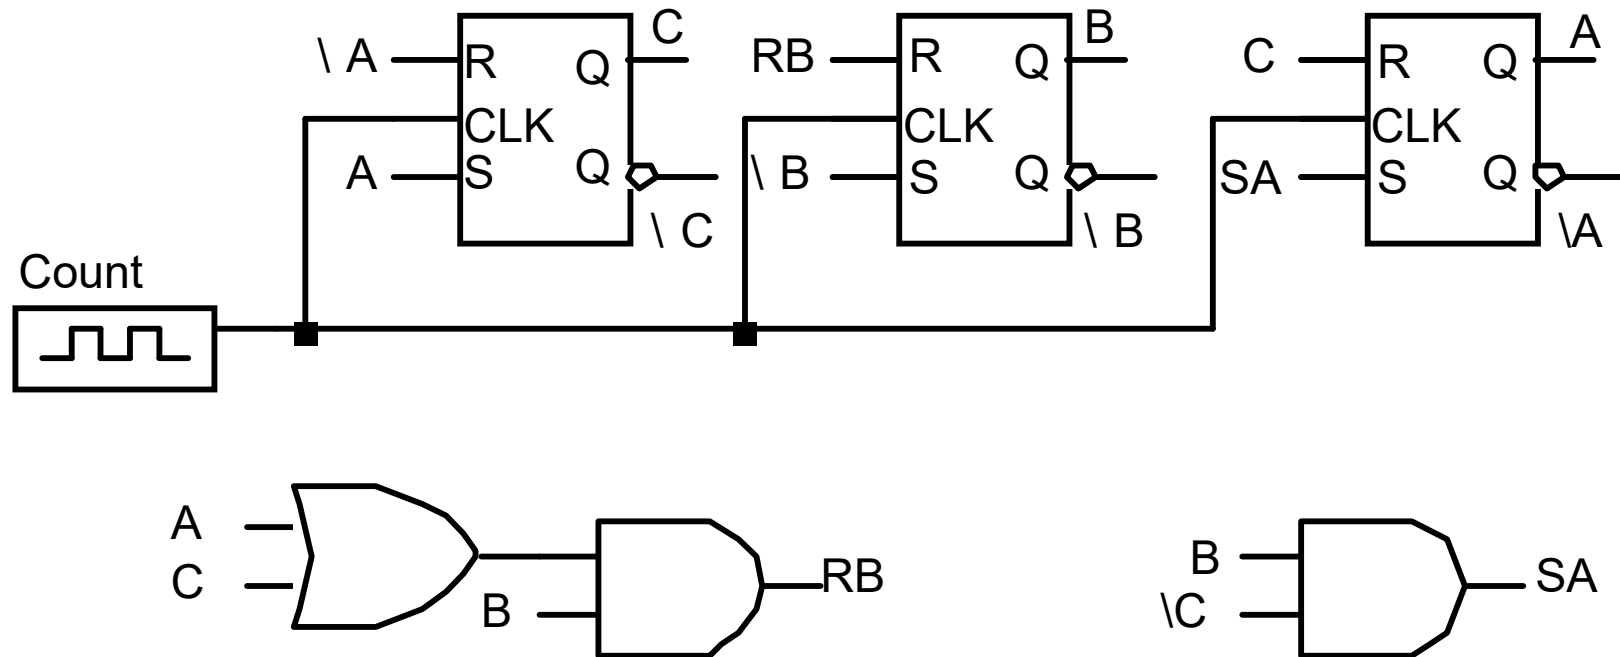 \ A R Q C
CLK
A S Q \ C
RB R Q B
CLK
\ B S Q \ B
C R Q A
CLK
SA S Q \A
Count
A
C
B
RB
B
\C
SA